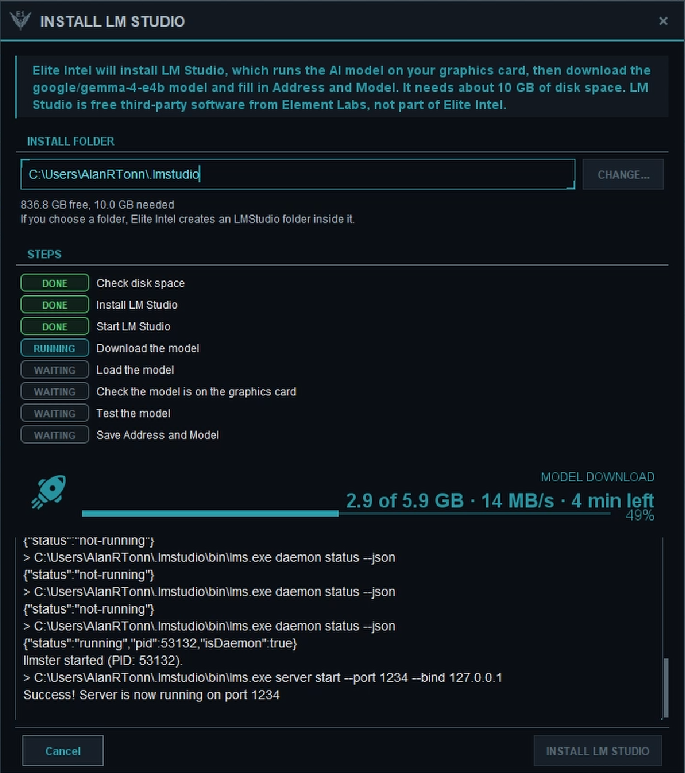 INSTALL LM STUDIO
Elite Intel will install LM Studio, which runs the AI model on your graphics card, then download the
google/gemma-4-e4b model and fill in Address and Model. It needs about 10 GB of disk space. LM
Studio is free third-party software from Element Labs, not part of Elite Intel.
INSTALL FOLDER
C:\Users\AlanRTonn\.lmstudio
CHANGE...
836.8 GB free, 10.0 GB needed
If you choose a folder, Elite Intel creates an LMStudio folder inside it.
STEPS
DONE Check disk space
DONE Install LM Studio
DONE Start LM Studio
RUNNING Download the model
WAITING Load the model
WAITING Check the model is on the graphics card
WAITING Test the model
WAITING Save Address and Model
MODEL DOWNLOAD
2.9 of 5.9 GB · 14 MB/s · 4 min left
49%
{"status":"not-running"}
> C:\Users\AlanRTonn\.lmstudio\bin\lms.exe daemon status --json
{"status":"not-running"}
> C:\Users\AlanRTonn\.lmstudio\bin\lms.exe daemon status --json
{"status":"not-running"}
> C:\Users\AlanRTonn\.lmstudio\bin\lms.exe daemon status --json
{"status":"running","pid":53132,"isDaemon":true}
llmster started (PID: 53132).
> C:\Users\AlanRTonn\.lmstudio\bin\lms.exe server start --port 1234 --bind 127.0.0.1
Success! Server is now running on port 1234
Cancel
INSTALL LM STUDIO